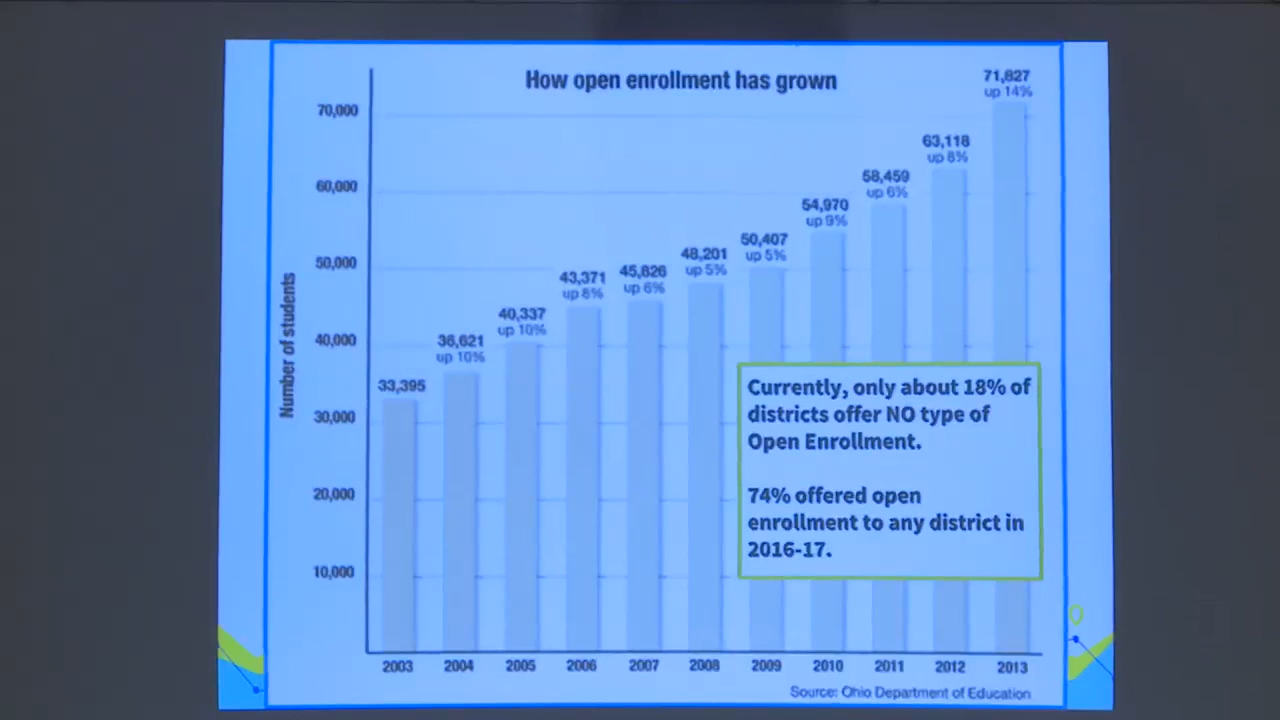 How open enrollment has grown
Number of students
70,000
60,000
50,000
40,000
30,000
20,000
10,000
33,395
36,621
up 10%
40,337
up 10%
43,371
up 8%
45,826
up 6%
48,201
up 5%
50,407
up 5%
54,970
up 9%
58,459
up 6%
63,118
up 8%
71,827
up 14%
Currently, only about 18% of
districts offer NO type of
Open Enrollment.
74% offered open
enrollment to any district in
2016-17.
2003 2004 2005 2006 2007 2008 2009 2010 2011 2012 2013
Source: Ohio Department of Education